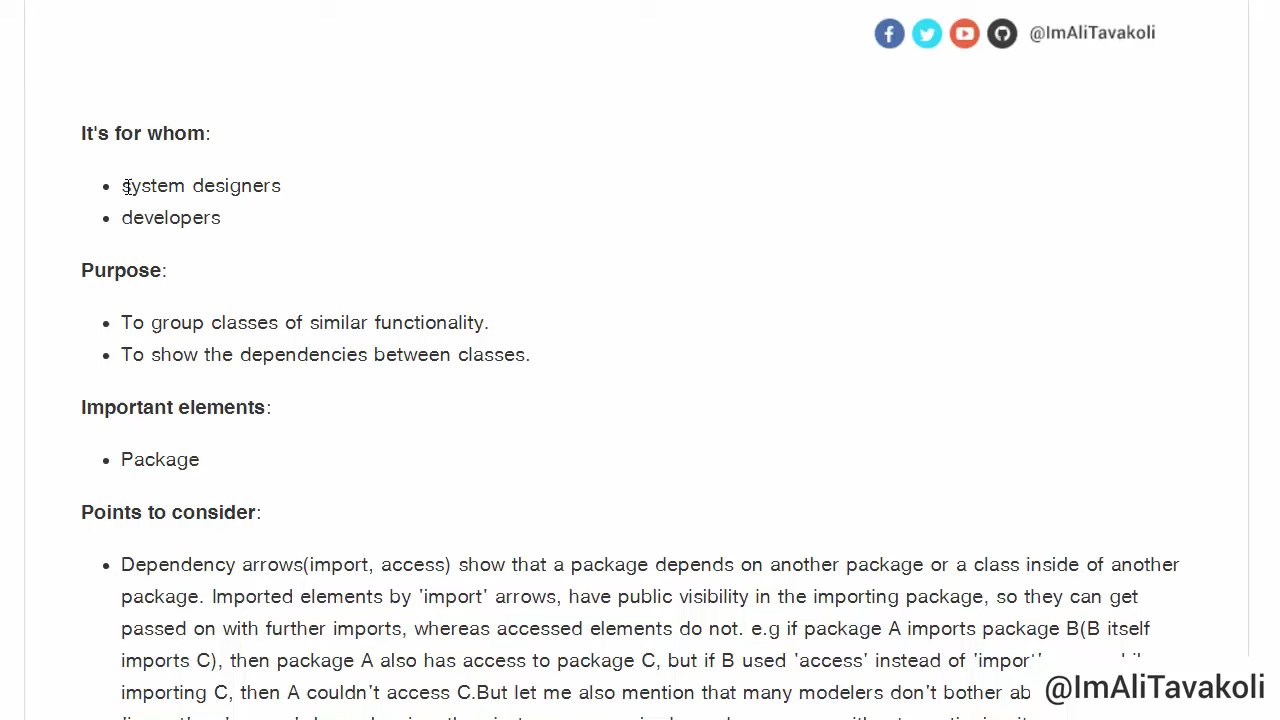 @ImAliTavakoli
It's for whom:
system designers
developers
Purpose:
To group classes of similar functionality.
To show the dependencies between classes.
Important elements:
Package
Points to consider:
Dependency arrows(import, access) show that a package depends on another package or a class inside of another
package. Imported elements by 'import' arrows, have public visibility in the importing package, so they can get
passed on with further imports, whereas accessed elements do not. e.g if package A imports package B(B itself
imports C), then package A also has access to package C, but if B used 'access' instead of 'import'
importing C, then A couldn't access C.But let me also mention that many modelers don't bother
@ImAliTavakoli